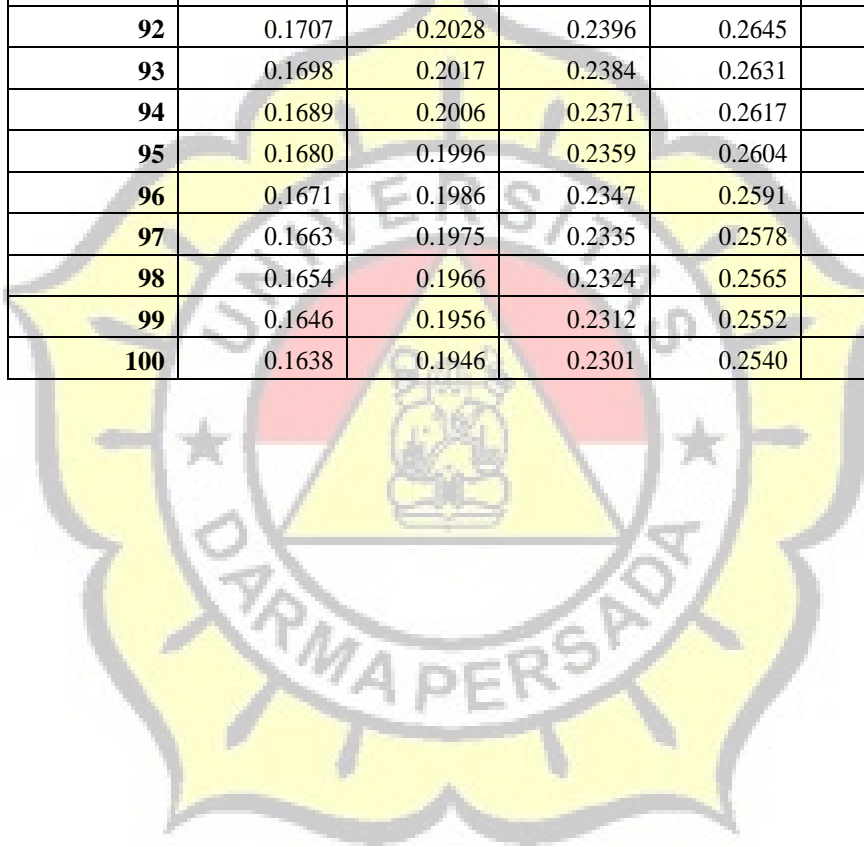 92 0.1707 0.2028 0.2396 0.2645
93 0.1698 0.2017 0.2384 0.2631
94 0.1689 0.2006 0.2371 0.2617
95 0.1680 0.1996 0.2359 0.2604
96 0.1671 0.1986 0.2347 0.2591
97 0.1663 0.1975 0.2335 0.2578
98 0.1654 0.1966 0.2324 0.2565
99 0.1646 0.1956 0.2312 0.2552
100 0.1638 0.1946 0.2301 0.2540
UNIVERSITAS
DARMA PERSADA